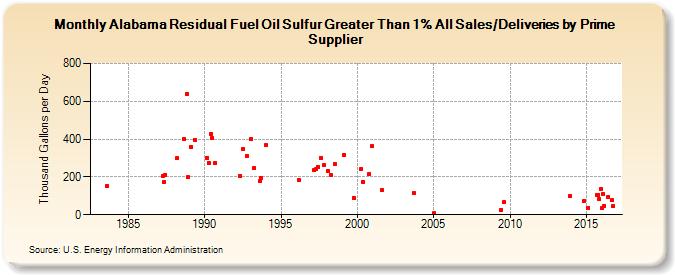 Monthly Alabama Residual Fuel Oil Sulfur Greater Than 1% All Sales/Deliveries by Prime
Supplier
Thousand Gallons per Day
800
600
400
200
0
1985 1990 1995 2000 2005 2010 2015
Source: U.S. Energy Information Administration